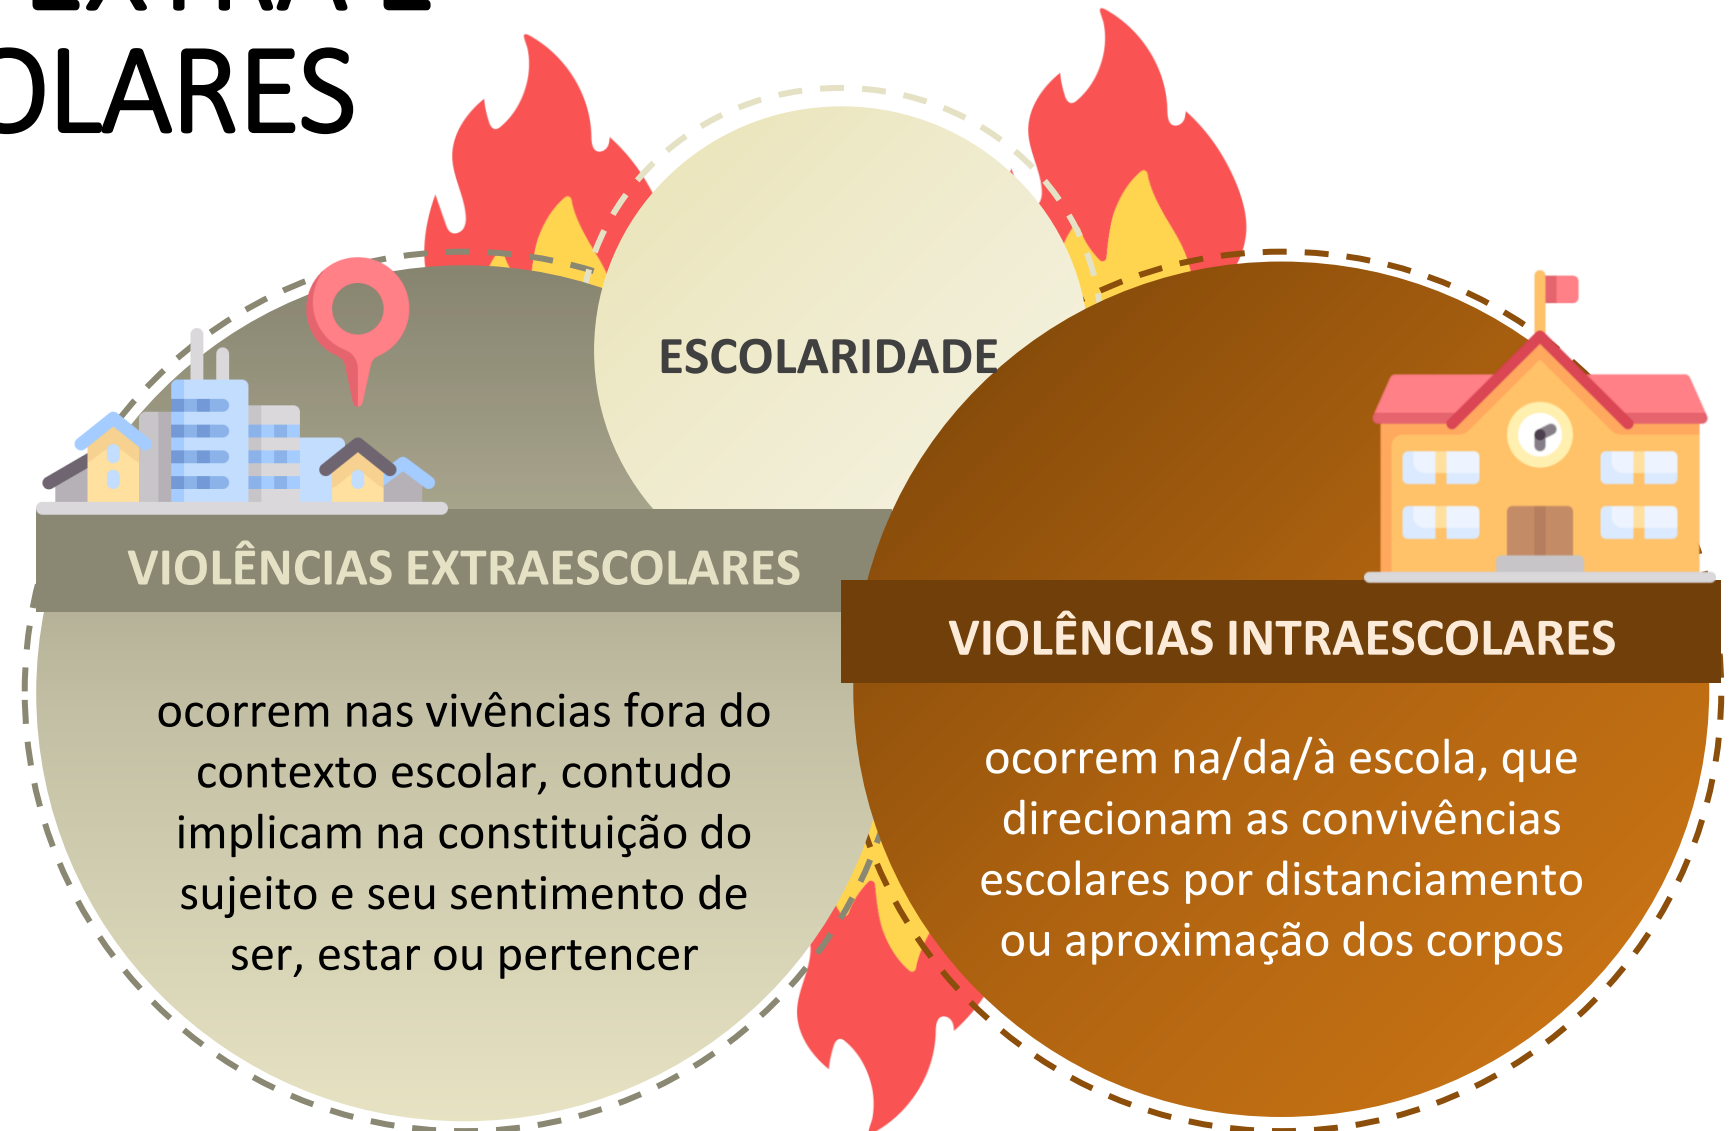 EXTRA E
OLARES
ESCOLARIDADE
VIOLÊNCIAS EXTRAESCOLARES
ocorrem nas vivências fora do
contexto escolar, contudo
implicam na constituição do
sujeito e seu sentimento de
ser, estar ou pertencer
VIOLÊNCIAS INTRAESCOLARES
ocorrem na/da/à escola, que
direcionam as convivências
escolares por distanciamento
ou aproximação dos corpos